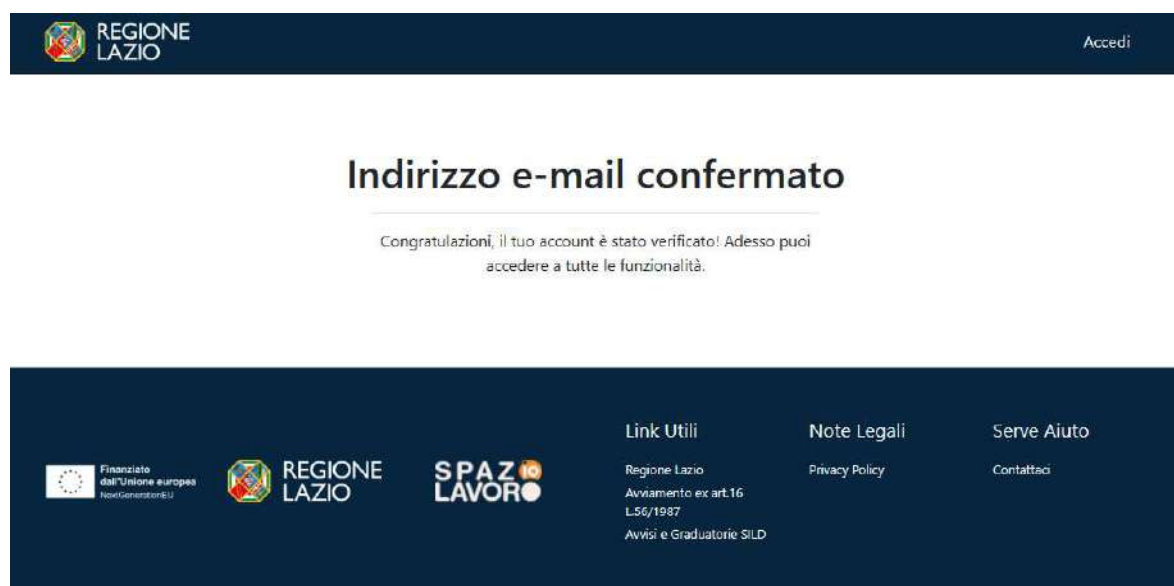 REGIONE
LAZIO
Accedi
Indirizzo e-mail confermato
Congratulazioni, il tuo account è stato verificato! Adesso puoi
accedere a tutte le funzionalità.
Finanziato
dall'Unione europea
NextGenerationEU
REGIONE
LAZIO
SPAZIO
LAVORO
Link Utili
Regione Lazio
Avviamento ex art.16
L.56/1987
Avvisi e Graduatorie SILD
Note Legali
Privacy Policy
Serve Aiuto
Contattaci